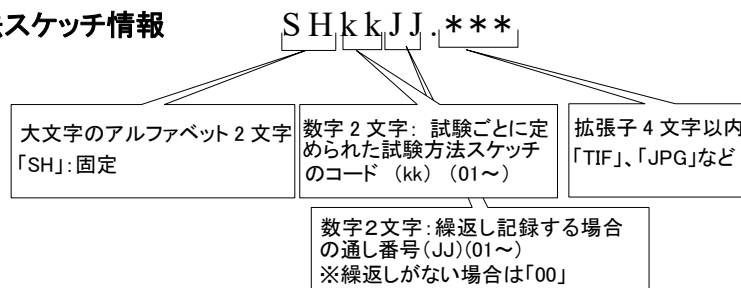 スケッチ情報
SHkkJJ.***
大文字のアルファベット2文字
「SH」:固定
数字2文字: 試験ごとに定
められた試験方法スケッチ
のコード (kk) (01～)
拡張子4文字以内
「TIF」、「JPG」など
数字2文字:繰返し記録する場合
の通し番号(JJ)(01～)
※繰返しがない場合は「00」